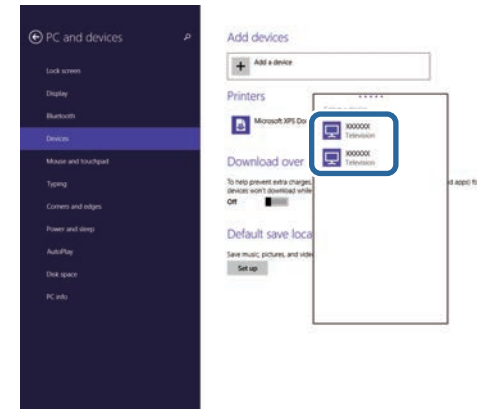 PC and devices
Lock screen
Display
Bluetooth
Devices
Mouse and touchpad
Typing
Corners and edges
Power and sleep
AutoPlay
Disk space
PC info
Add devices
Add a device
Printers
Microsoft XPS Doc
XXXXXX
Television
XXXXXX
Television
Download over
To help prevent extra charges,
d apps) fo
devices won't download while
Off
Default save loca
Save music, pictures, and vide
Set up